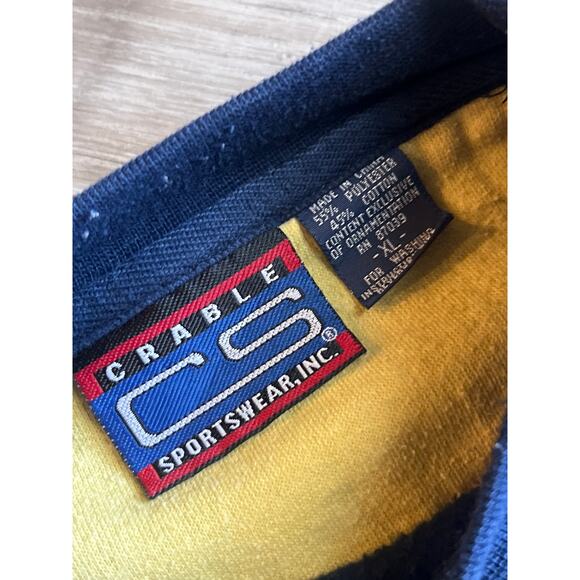 CRABLE
CS
SPORTSWEAR, INC.®
MADE IN CHINA
55% POLYESTER
45% COTTON
CONTENT EXCLUSIVE
OF ORNAMENTATION
RN 87039
- XL -
FOR WASHING